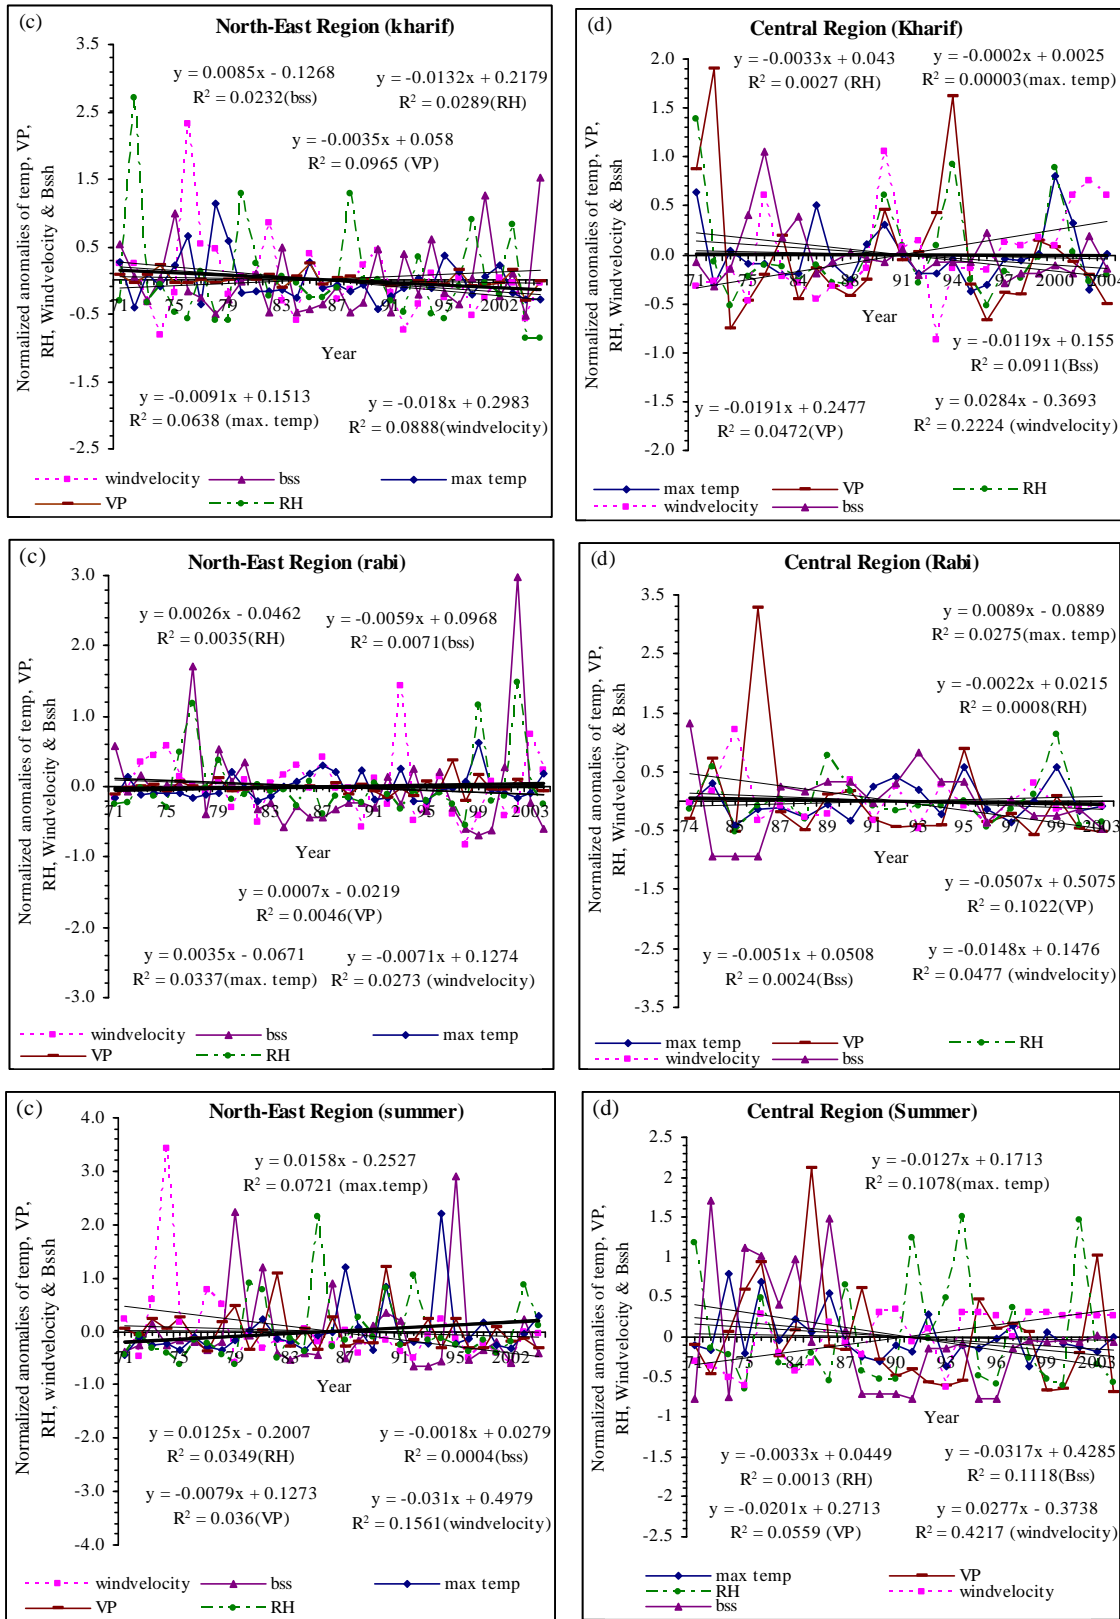 (c)
North-East Region (kharif)
Normalized anomalies of temp, VP,
RH, Windvelocity & Bssh
3.5
2.5
1.5
0.5
-0.5
-1.5
-2.5
y = 0.0085x - 0.1268
R² = 0.0232(bss)
y = -0.0132x + 0.2179
R² = 0.0289(RH)
y = -0.0035x + 0.058
R² = 0.0965 (VP)
71 75 79 83 87 91 95 2002
Year
y = -0.0091x + 0.1513
R² = 0.0638 (max. temp)
y = -0.018x + 0.2983
R² = 0.0888(windvelocity)
windvelocity bss max temp
VP RH
(d)
Central Region (Kharif)
Normalized anomalies of temp, VP,
RH, Windvelocity & Bssh
2.0
1.5
1.0
0.5
0.0
-0.5
-1.0
-1.5
-2.0
y = -0.0033x + 0.043
R² = 0.0027 (RH)
y = -0.0002x + 0.0025
R² = 0.00003(max. temp)
71 75 84 88 91 94 97 2000 2004
Year
y = -0.0119x + 0.155
R² = 0.0911(Bss)
y = -0.0191x + 0.2477
R² = 0.0472(VP)
y = 0.0284x - 0.3693
R² = 0.2224 (windvelocity)
max temp VP RH
windvelocity bss
(c)
North-East Region (rabi)
Normalized anomalies of temp, VP,
RH, Windvelocity & Bssh
3.0
2.0
1.0
0.0
-1.0
-2.0
-3.0
y = 0.0026x - 0.0462
R² = 0.0035(RH)
y = -0.0059x + 0.0968
R² = 0.0071(bss)
71 75 79 83 87 91 95 99 2003
Year
y = 0.0007x - 0.0219
R² = 0.0046(VP)
y = 0.0035x - 0.0671
R² = 0.0337(max. temp)
y = -0.0071x + 0.1274
R² = 0.0273 (windvelocity)
windvelocity bss max temp
VP RH
(d)
Central Region (Rabi)
Normalized anomalies of temp, VP,
RH, Windvelocity & Bssh
3.5
2.5
1.5
0.5
-0.5
-1.5
-2.5
-3.5
y = 0.0089x - 0.0889
R² = 0.0275(max. temp)
y = -0.0022x + 0.0215
R² = 0.0008(RH)
74 85 87 89 91 93 95 97 99 2003
Year
y = -0.0507x + 0.5075
R² = 0.1022(VP)
y = -0.0051x + 0.0508
R² = 0.0024(Bss)
y = -0.0148x + 0.1476
R² = 0.0477 (windvelocity)
max temp VP RH
windvelocity bss
(c)
North-East Region (summer)
Normalized anomalies of temp, VP,
RH, windvelocity & Bssh
4.0
3.0
2.0
1.0
0.0
-1.0
-2.0
-3.0
-4.0
y = 0.0158x - 0.2527
R² = 0.0721 (max.temp)
71 75 79 83 87 91 95 2002
Year
y = 0.0125x - 0.2007
R² = 0.0349(RH)
y = -0.0018x + 0.0279
R² = 0.0004(bss)
y = -0.0079x + 0.1273
R² = 0.036(VP)
y = -0.031x + 0.4979
R² = 0.1561(windvelocity)
windvelocity bss max temp
VP RH
(d)
Central Region (Summer)
Normalized anomalies of temp, VP,
RH, Windvelocity & Bssh
2.5
2
1.5
1
0.5
0
-0.5
-1
-1.5
-2
-2.5
y = -0.0127x + 0.1713
R² = 0.1078(max. temp)
71 75 84 87 90 93 96 99 2003
Year
y = -0.0033x + 0.0449
R² = 0.0013 (RH)
y = -0.0317x + 0.4285
R² = 0.1118(Bss)
y = -0.0201x + 0.2713
R² = 0.0559 (VP)
y = 0.0277x - 0.3738
R² = 0.4217 (windvelocity)
max temp VP
RH windvelocity
bss